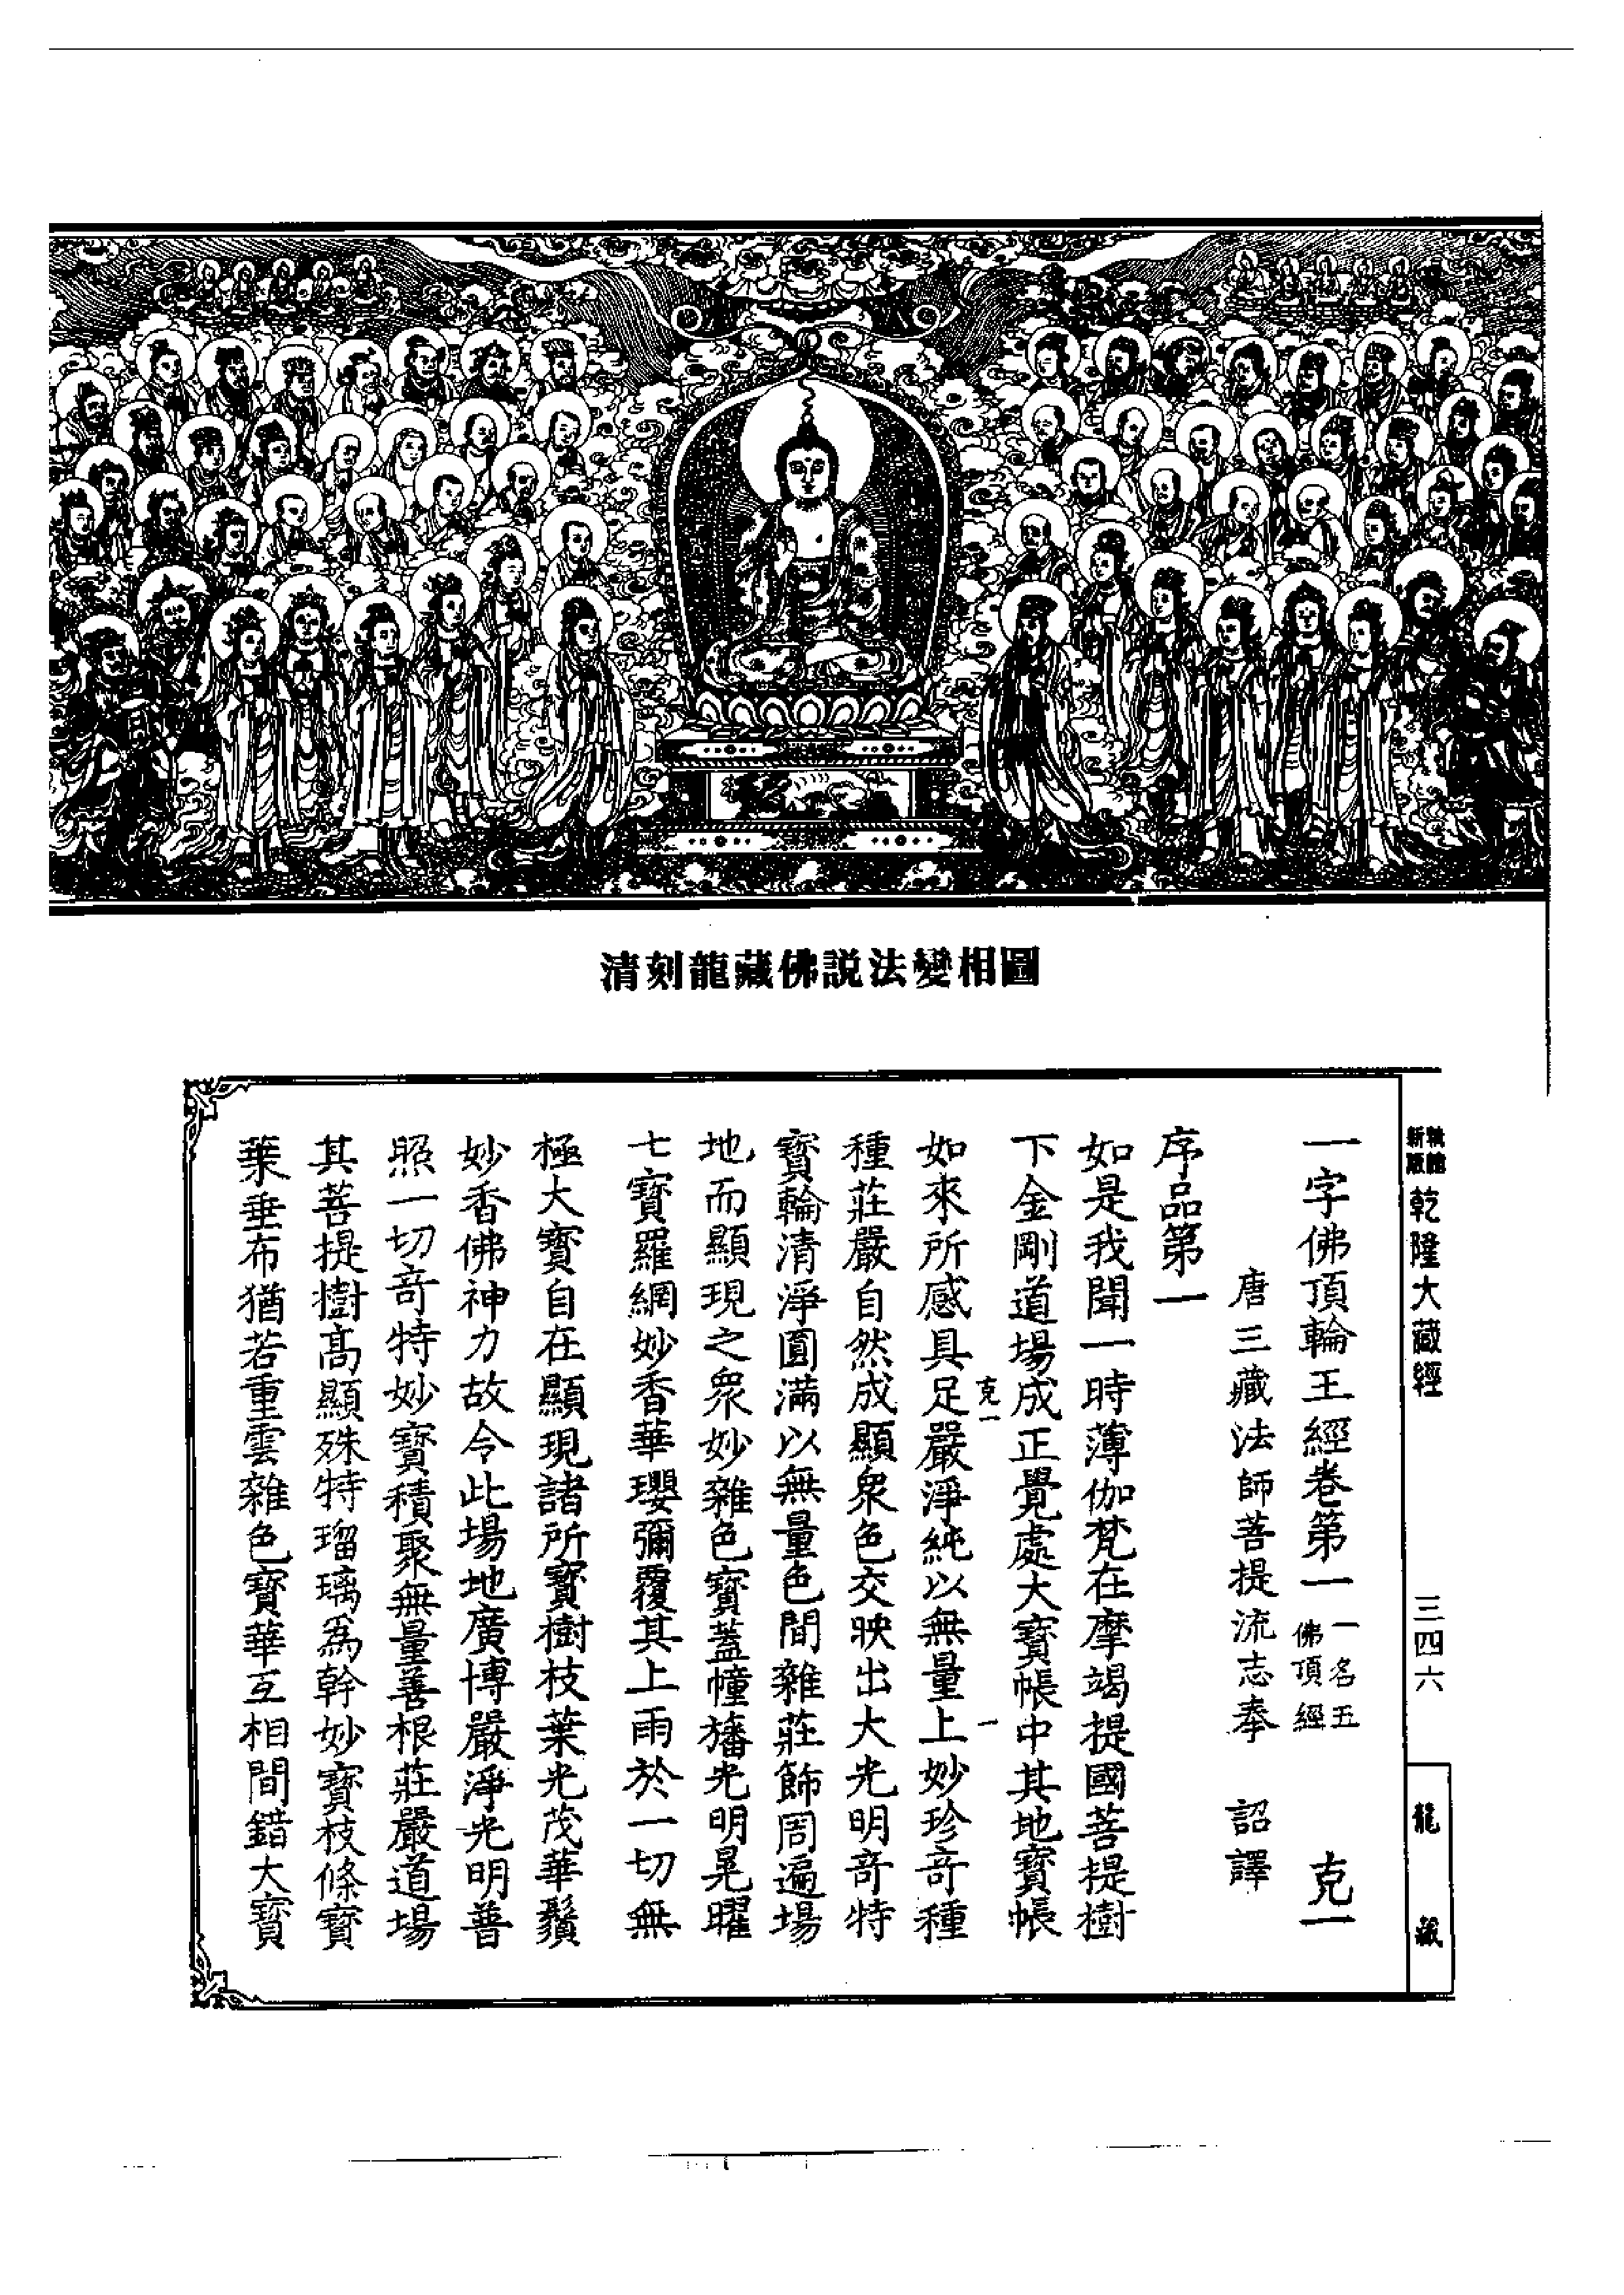 清刻龍藏佛説法變相圖
新版
乾隆大藏經
三四六
龍藏
一字佛頂輪王經卷第一 一名五佛頂經 克一
唐三藏法師菩提流志奉 詔譯
序品第一
如是我聞一時薄伽梵在摩竭提國菩提樹
下金剛道場成正覺處大寶帳中其地寶帳
克一 一
如來所感具足嚴淨純以無量上妙珍奇種
種莊嚴自然成顯衆色交映出大光明奇特
寶輪清淨圓滿以無量色間雜莊飾周遍場
地而顯現之衆妙雜色寶蓋幢旛光明晃曜
七寶羅網妙香華瓔彌覆其上雨於一切無
極大寶自在顯現諸所寶樹枝葉光茂華鬚
妙香佛神力故令此場地廣博嚴淨光明普
照一切奇特妙寶積聚無量善根莊嚴道場
其菩提樹高顯殊特瑠璃為幹妙寶枝條寶
葉垂布猶若重雲雜色寶華互相間錯大寶